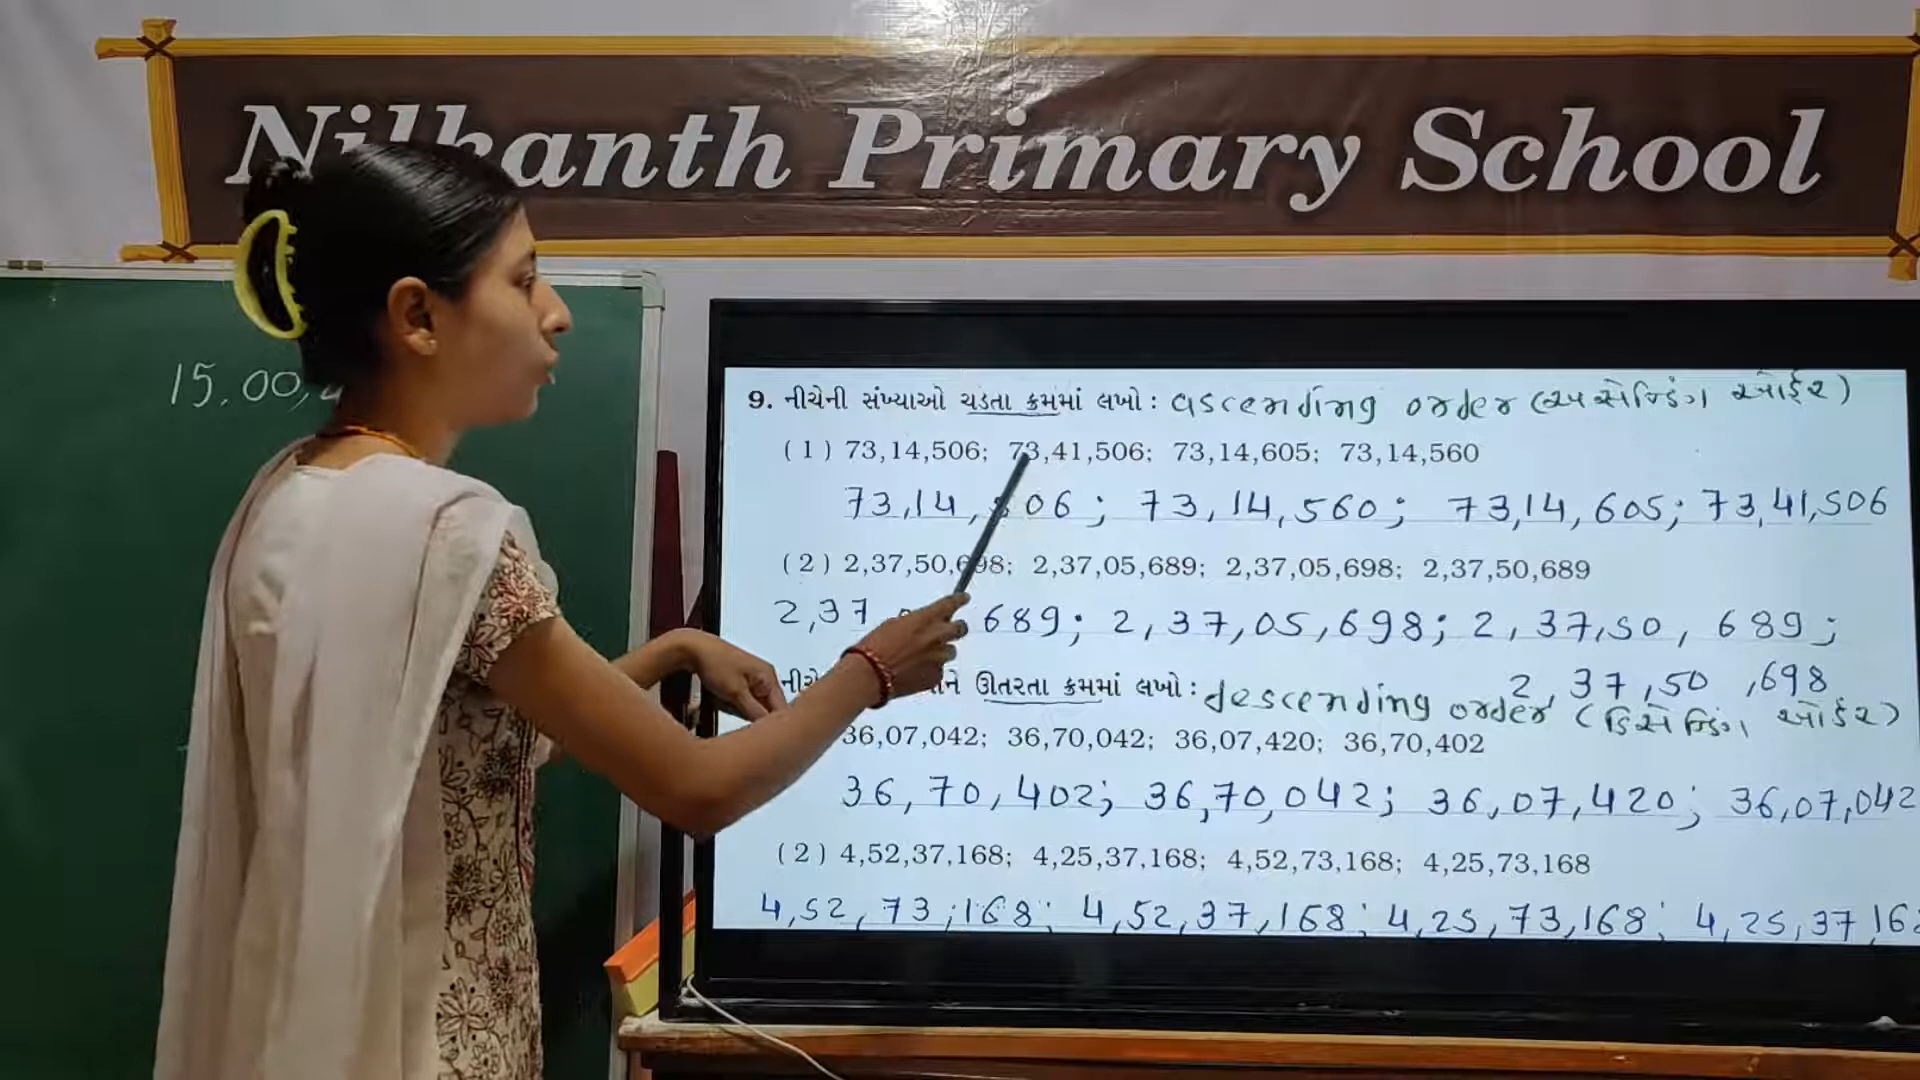 Nilkanth Primary School
15,00,
9. નીચેની સંખ્યાઓ ચડતા ક્રમમાં લખો : ascending order (અસેન્ડિંગ ઓર્ડર)
(1) 73,14,506; 73,41,506; 73,14,605; 73,14,560
73,14,506; 73,14,560; 73,14,605; 73,41,506
(2) 2,37,50,698; 2,37,05,689; 2,37,05,698; 2,37,50,689
2,37 689; 2,37,05,698; 2,37,50,689;
2,37,50,698
ઊતરતા ક્રમમાં લખો : descending order (ડિસેન્ડિંગ ઓર્ડર)
36,07,042; 36,70,042; 36,07,420; 36,70,402
36,70,402; 36,70,042; 36,07,420; 36,07,042
(2) 4,52,37,168; 4,25,37,168; 4,52,73,168; 4,25,73,168
4,52,73,168; 4,52,37,168; 4,25,73,168; 4,25,37,16